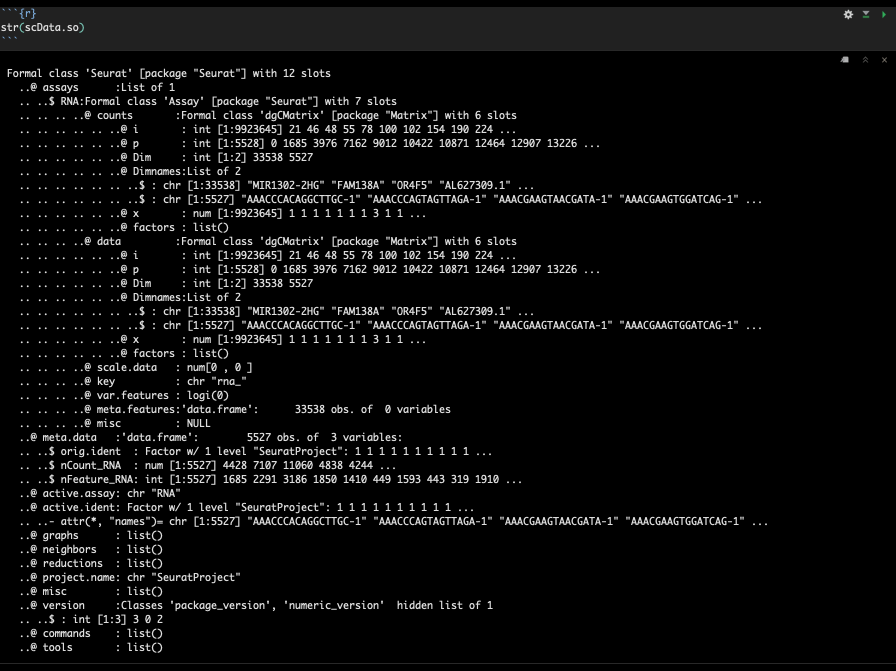 ```{r}
str(scData.so)
```
Formal class 'Seurat' [package "Seurat"] with 12 slots
  ..@ assays      :List of 1
  .. ..$ RNA:Formal class 'Assay' [package "Seurat"] with 7 slots
  .. .. .. ..@ counts       :Formal class 'dgCMatrix' [package "Matrix"] with 6 slots
  .. .. .. .. .. ..@ i       : int [1:9923645] 21 46 48 55 78 100 102 154 190 224 ...
  .. .. .. .. .. ..@ p       : int [1:5528] 0 1685 3976 7162 9012 10422 10871 12464 12907 13226 ...
  .. .. .. .. .. ..@ Dim     : int [1:2] 33538 5527
  .. .. .. .. .. ..@ Dimnames:List of 2
  .. .. .. .. .. .. ..$ : chr [1:33538] "MIR1302-2HG" "FAM138A" "OR4F5" "AL627309.1" ...
  .. .. .. .. .. .. ..$ : chr [1:5527] "AAACCCACAGGCTTGC-1" "AAACCCAGTAGTTAGA-1" "AAACGAAGTAACGATA-1" "AAACGAAGTGGATCAG-1" ...
  .. .. .. .. .. ..@ x       : num [1:9923645] 1 1 1 1 1 1 1 3 1 1 ...
  .. .. .. .. .. ..@ factors : list()
  .. .. .. ..@ data         :Formal class 'dgCMatrix' [package "Matrix"] with 6 slots
  .. .. .. .. .. ..@ i       : int [1:9923645] 21 46 48 55 78 100 102 154 190 224 ...
  .. .. .. .. .. ..@ p       : int [1:5528] 0 1685 3976 7162 9012 10422 10871 12464 12907 13226 ...
  .. .. .. .. .. ..@ Dim     : int [1:2] 33538 5527
  .. .. .. .. .. ..@ Dimnames:List of 2
  .. .. .. .. .. .. ..$ : chr [1:33538] "MIR1302-2HG" "FAM138A" "OR4F5" "AL627309.1" ...
  .. .. .. .. .. .. ..$ : chr [1:5527] "AAACCCACAGGCTTGC-1" "AAACCCAGTAGTTAGA-1" "AAACGAAGTAACGATA-1" "AAACGAAGTGGATCAG-1" ...
  .. .. .. .. .. ..@ x       : num [1:9923645] 1 1 1 1 1 1 1 3 1 1 ...
  .. .. .. .. .. ..@ factors : list()
  .. .. .. ..@ scale.data   : num[0 , 0 ]
  .. .. .. ..@ key          : chr "rna_"
  .. .. .. ..@ var.features : logi(0)
  .. .. .. ..@ meta.features:'data.frame':	33538 obs. of  0 variables
  .. .. .. ..@ misc         : NULL
  ..@ meta.data   :'data.frame':	5527 obs. of  3 variables:
  .. ..$ orig.ident  : Factor w/ 1 level "SeuratProject": 1 1 1 1 1 1 1 1 1 1 ...
  .. ..$ nCount_RNA  : num [1:5527] 4428 7107 11060 4838 4244 ...
  .. ..$ nFeature_RNA: int [1:5527] 1685 2291 3186 1850 1410 449 1593 443 319 1910 ...
  ..@ active.assay: chr "RNA"
  ..@ active.ident: Factor w/ 1 level "SeuratProject": 1 1 1 1 1 1 1 1 1 1 ...
  .. ..- attr(*, "names")= chr [1:5527] "AAACCCACAGGCTTGC-1" "AAACCCAGTAGTTAGA-1" "AAACGAAGTAACGATA-1" "AAACGAAGTGGATCAG-1" ...
  ..@ graphs      : list()
  ..@ neighbors   : list()
  ..@ reductions  : list()
  ..@ project.name: chr "SeuratProject"
  ..@ misc        : list()
  ..@ version     :Classes 'package_version', 'numeric_version'  hidden list of 1
  .. ..$ : int [1:3] 3 0 2
  ..@ commands    : list()
  ..@ tools       : list()